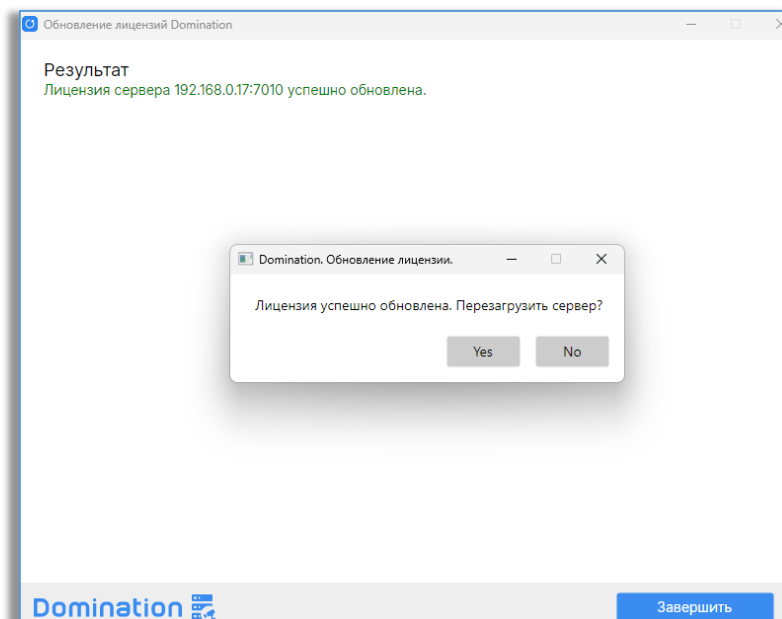 Обновление лицензий Domination
Результат
Лицензия сервера 192.168.0.17:7010 успешно обновлена.
Domination. Обновление лицензии.
Лицензия успешно обновлена. Перезагрузить сервер?
Yes No
Domination
Завершить